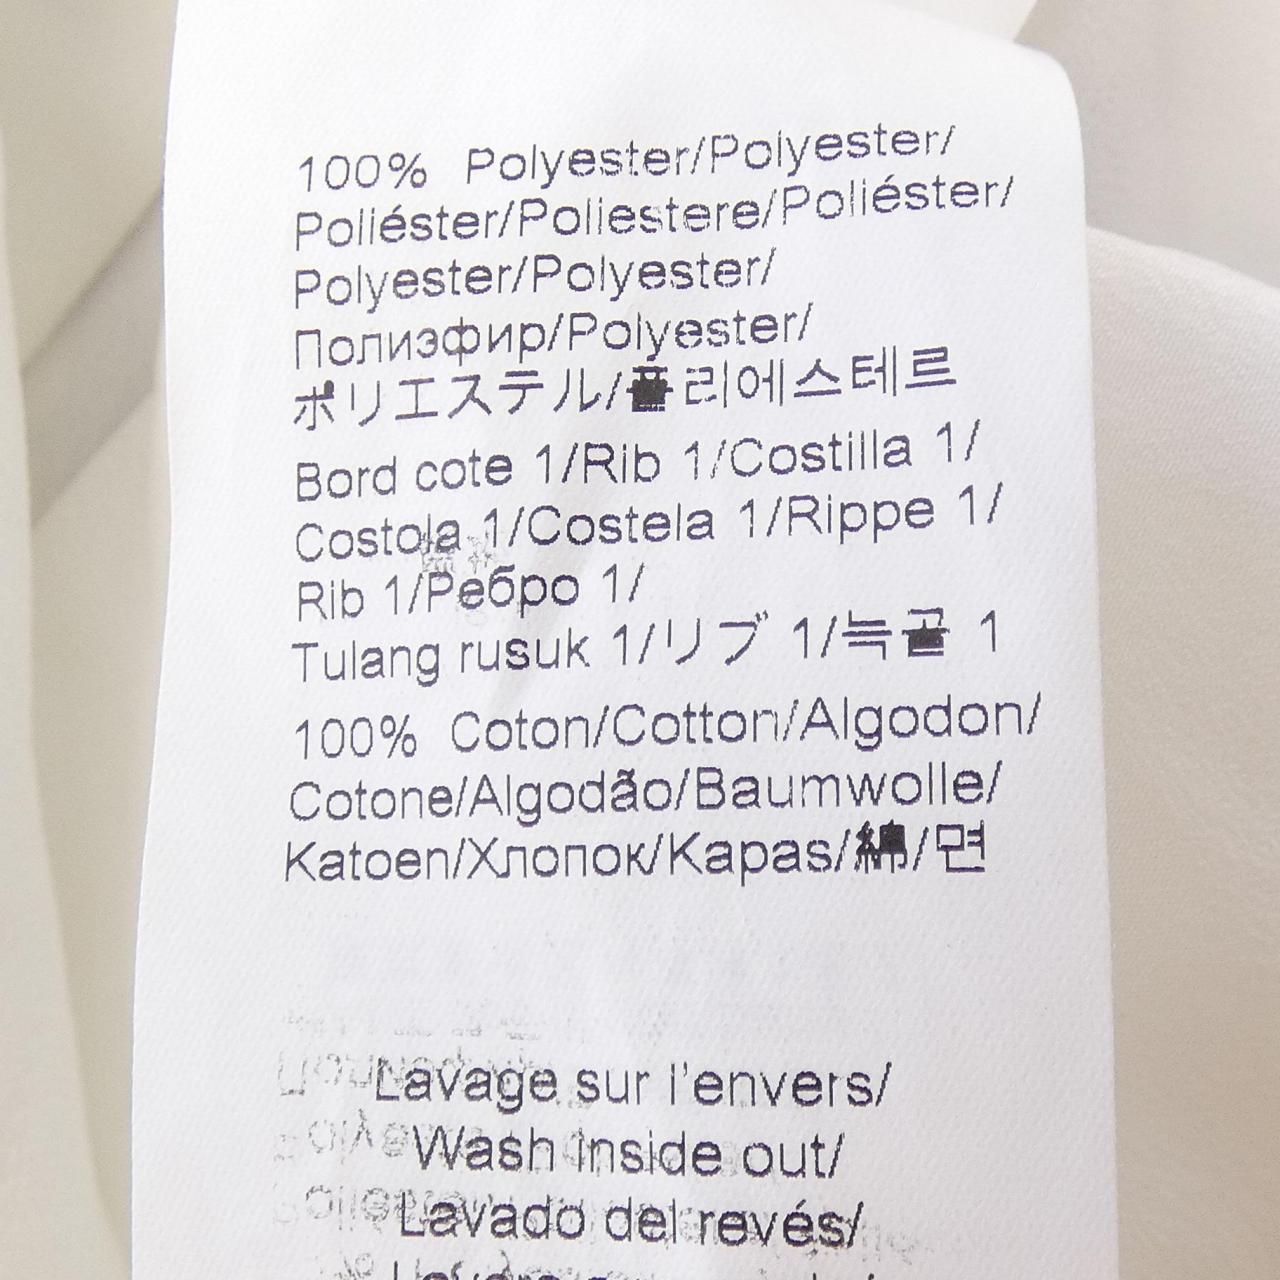 100% Polyester/Polyester/
Poliéster/Poliestere/Poliéster/
Polyester/Polyester/
Полиэфир/Polyester/
ポリエステル/폴리에스테르
Bord cote 1/Rib 1/Costilla 1/
Costola 1/Costela 1/Rippe 1/
Rib 1/Ребро 1/
Tulang rusuk 1/リブ 1/늑골 1
100% Coton/Cotton/Algodon/
Cotone/Algodão/Baumwolle/
Katoen/Хлопок/Kapas/綿/면
Lavage sur l'envers/
Wash inside out/
Lavado del revés/